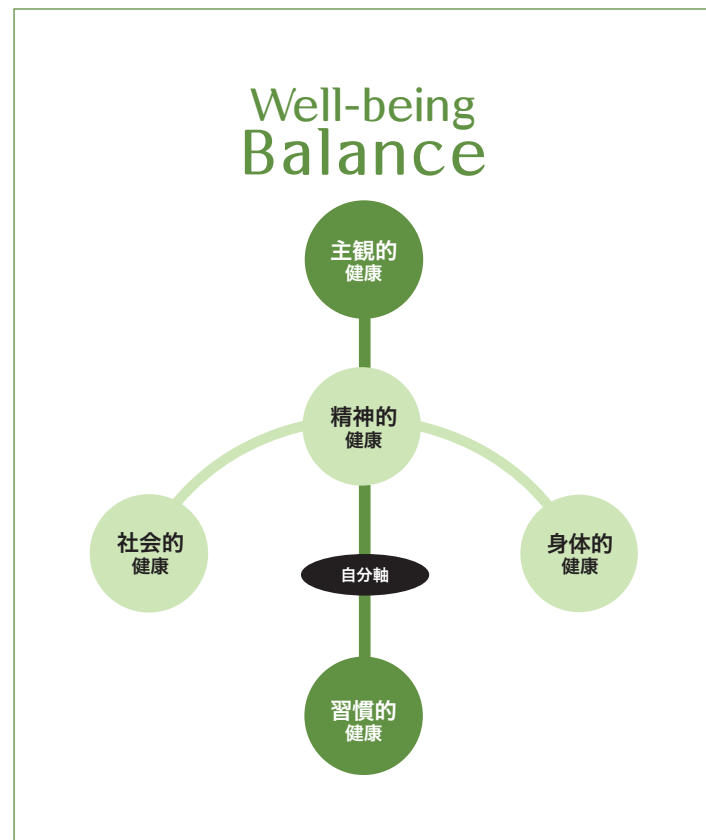 Well-being
Balance
主観的
健康
精神的
健康
社会的
健康
身体的
健康
自分軸
習慣的
健康